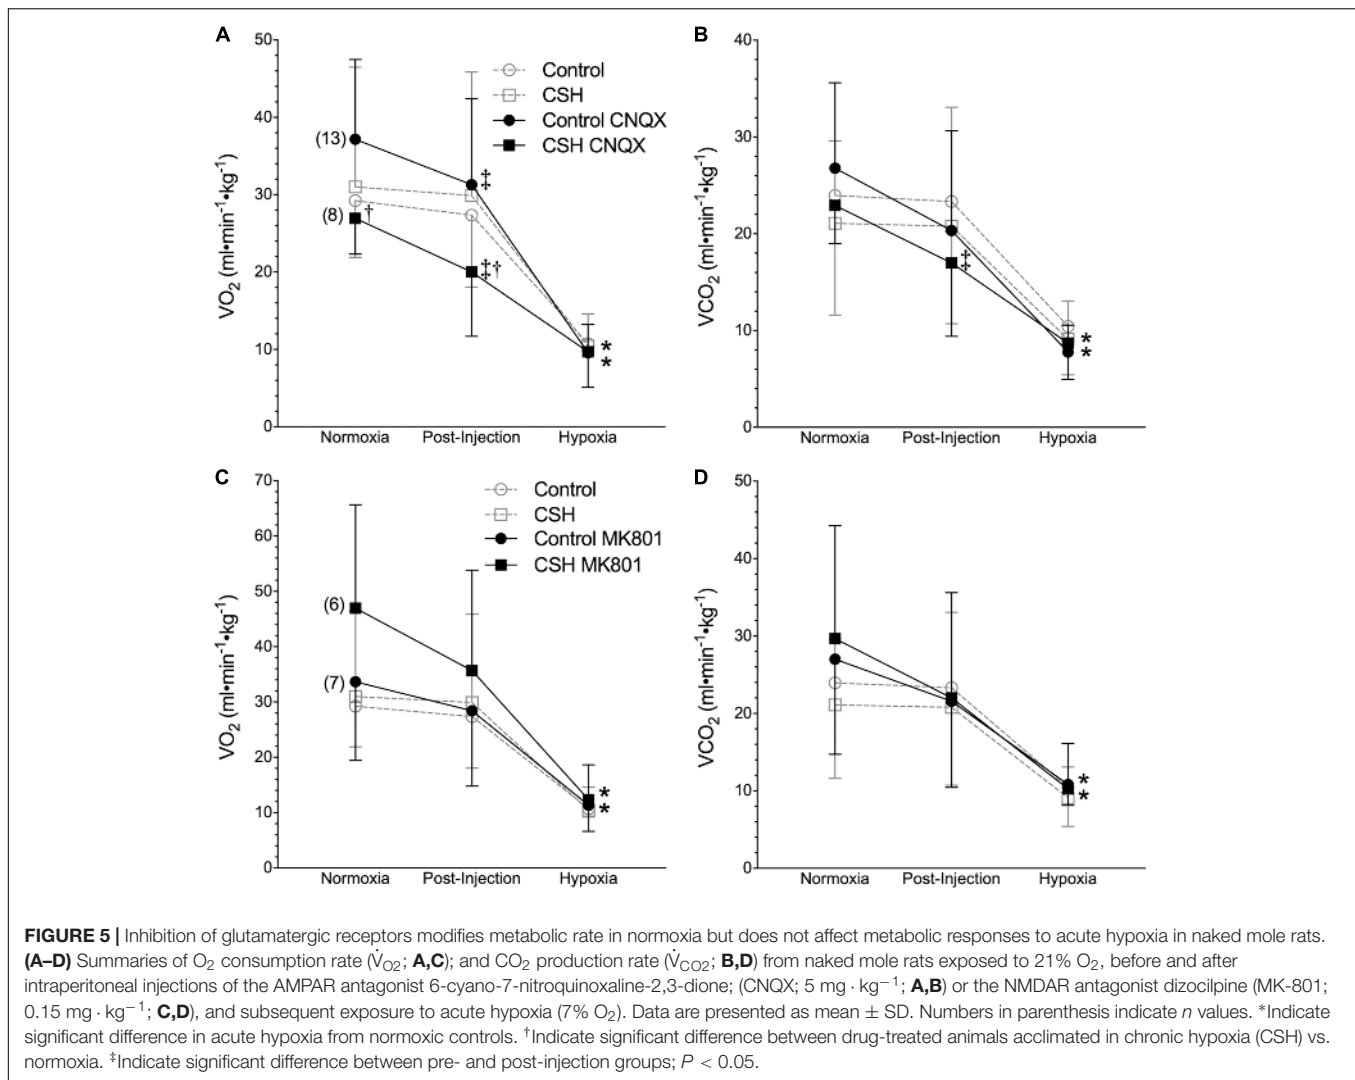 A
50
40
30
20
10
0
VO2 (ml•min-1•kg-1)
Control
CSH
Control CNQX
CSH CNQX
(13)
(8)
†
‡
‡†
*
*
Normoxia Post-Injection Hypoxia
B
40
30
20
10
0
VCO2 (ml•min-1•kg-1)
‡
*
*
Normoxia Post-Injection Hypoxia
C
70
60
50
40
30
20
10
0
VO2 (ml•min-1•kg-1)
Control
CSH
Control MK801
CSH MK801
(6)
(7)
*
*
Normoxia Post-Injection Hypoxia
D
50
40
30
20
10
0
VCO2 (ml•min-1•kg-1)
*
*
Normoxia Post-Injection Hypoxia
FIGURE 5 | Inhibition of glutamatergic receptors modifies metabolic rate in normoxia but does not affect metabolic responses to acute hypoxia in naked mole rats.
(A–D) Summaries of O2 consumption rate (V̇O2; A,C); and CO2 production rate (V̇CO2; B,D) from naked mole rats exposed to 21% O2, before and after
intraperitoneal injections of the AMPAR antagonist 6-cyano-7-nitroquinoxaline-2,3-dione; (CNQX; 5 mg · kg−1; A,B) or the NMDAR antagonist dizocilpine (MK-801;
0.15 mg · kg−1; C,D), and subsequent exposure to acute hypoxia (7% O2). Data are presented as mean ± SD. Numbers in parenthesis indicate n values. *Indicate
significant difference in acute hypoxia from normoxic controls. †Indicate significant difference between drug-treated animals acclimated in chronic hypoxia (CSH) vs.
normoxia. ‡Indicate significant difference between pre- and post-injection groups; P < 0.05.